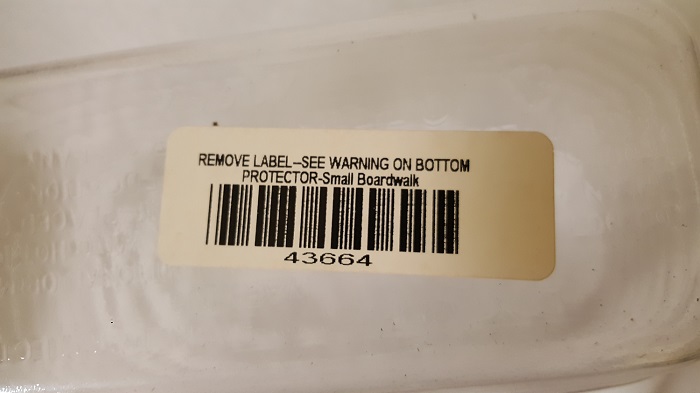 REMOVE LABEL–SEE WARNING ON BOTTOM
PROTECTOR-Small Boardwalk
43664